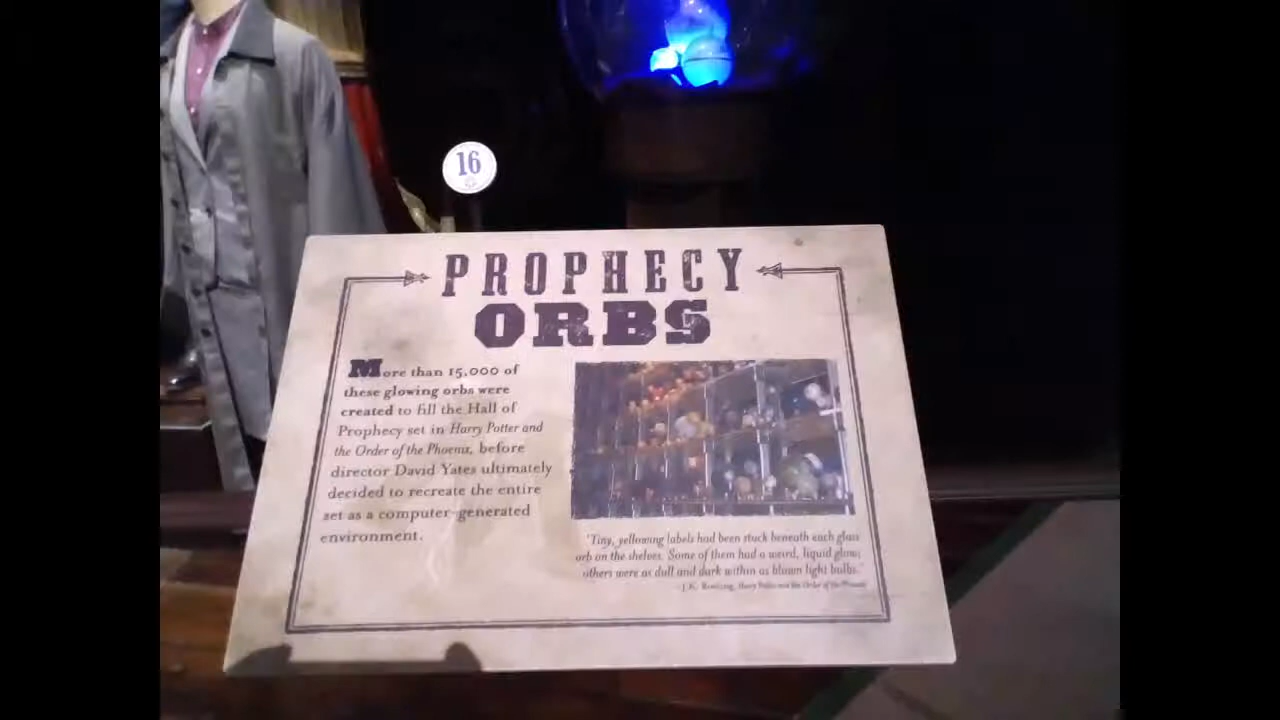 16
PROPHECY
ORBS
More than 15,000 of
these glowing orbs were
created to fill the Hall of
Prophecy set in Harry Potter and
the Order of the Phoenix, before
director David Yates ultimately
decided to recreate the entire
set as a computer-generated
environment.
"Tiny, yellowing labels had been stuck beneath each glass
orb on the shelves. Some of them had a weird, liquid glow;
others were as dull and dark within as blown light bulbs."
- J.K. Rowling, Harry Potter and the Order of the Phoenix